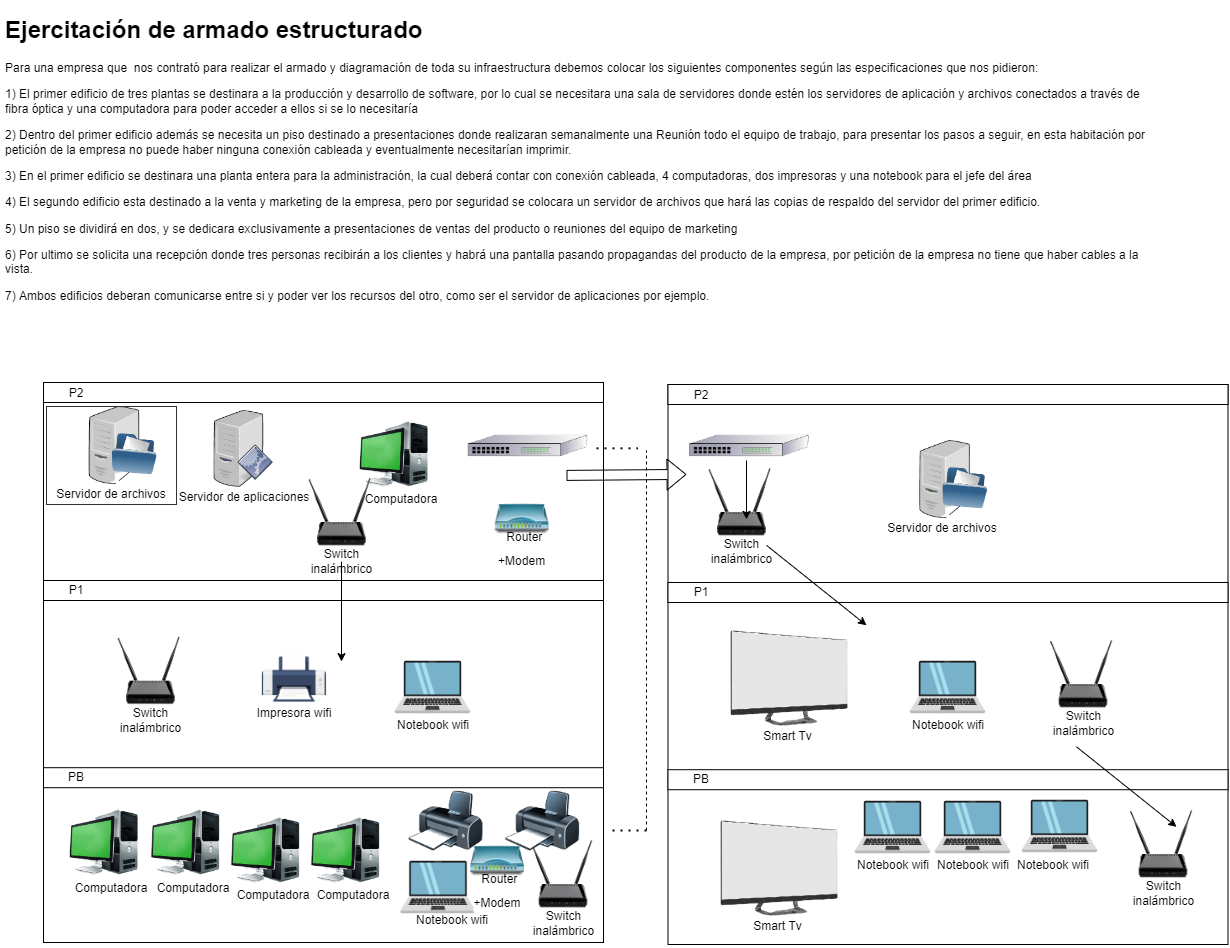 Ejercitación de armado estructurado
Para una empresa que  nos contrató para realizar el armado y diagramación de toda su infraestructura debemos colocar los siguientes componentes según las especificaciones que nos pidieron:
1) El primer edificio de tres plantas se destinara a la producción y desarrollo de software, por lo cual se necesitara una sala de servidores donde estén los servidores de aplicación y archivos conectados a través de
fibra óptica y una computadora para poder acceder a ellos si se lo necesitaría
2) Dentro del primer edificio además se necesita un piso destinado a presentaciones donde realizaran semanalmente una Reunión todo el equipo de trabajo, para presentar los pasos a seguir, en esta habitación por
petición de la empresa no puede haber ninguna conexión cableada y eventualmente necesitarían imprimir.
3) En el primer edificio se destinara una planta entera para la administración, la cual deberá contar con conexión cableada, 4 computadoras, dos impresoras y una notebook para el jefe del área
4) El segundo edificio esta destinado a la venta y marketing de la empresa, pero por seguridad se colocara un servidor de archivos que hará las copias de respaldo del servidor del primer edificio.
5) Un piso se dividirá en dos, y se dedicara exclusivamente a presentaciones de ventas del producto o reuniones del equipo de marketing
6) Por ultimo se solicita una recepción donde tres personas recibirán a los clientes y habrá una pantalla pasando propagandas del producto de la empresa, por petición de la empresa no tiene que haber cables a la
vista.
7) Ambos edificios deberan comunicarse entre si y poder ver los recursos del otro, como ser el servidor de aplicaciones por ejemplo.
P2
Servidor de archivos
Servidor de aplicaciones
Computadora
Switch
inalámbrico
Router
+Modem
P1
Switch
inalámbrico
Impresora wifi
Notebook wifi
PB
Computadora
Computadora
Computadora
Computadora
Notebook wifi
Router
+Modem
Switch
inalámbrico
P2
Switch
inalámbrico
Servidor de archivos
P1
Smart Tv
Notebook wifi
Switch
inalámbrico
PB
Smart Tv
Notebook wifi
Notebook wifi
Notebook wifi
Switch
inalámbrico